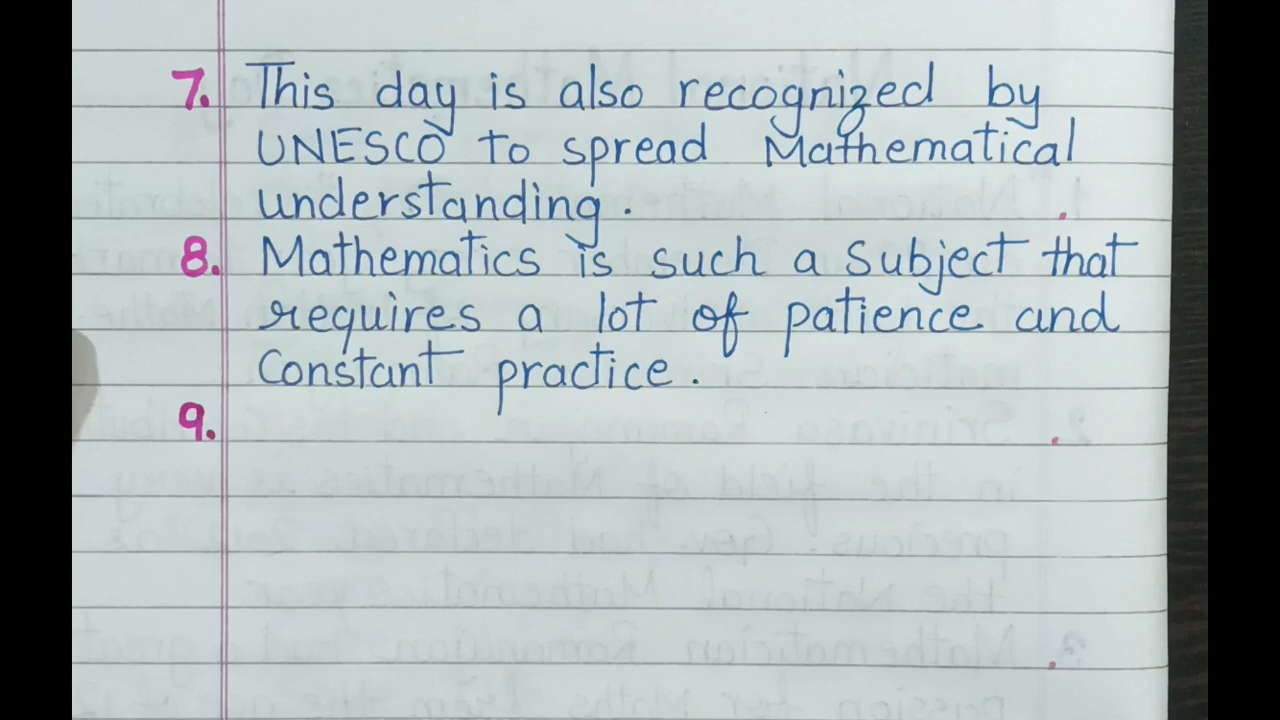 7. This day is also recognized by
UNESCO to spread Mathematical
understanding.
8. Mathematics is such a Subject that
requires a lot of patience and
Constant practice.
9.